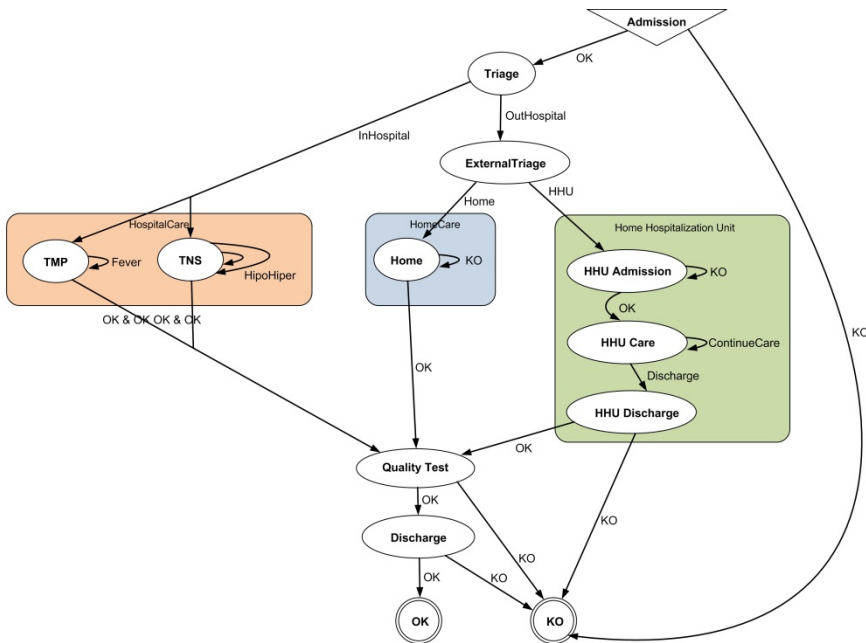 Admission
OK
Triage
OutHospital
InHospital
ExternalTriage
Home
HHU
HospitalCare
HomeCare
Home Hospitalization Unit
TMP
Fever
TNS
HipoHiper
Home
KO
HHU Admission
KO
OK
OK & OK OK & OK
HHU Care
ContinueCare
KO
OK
Discharge
HHU Discharge
OK
Quality Test
OK
KO
Discharge
KO
OK
KO
OK
KO